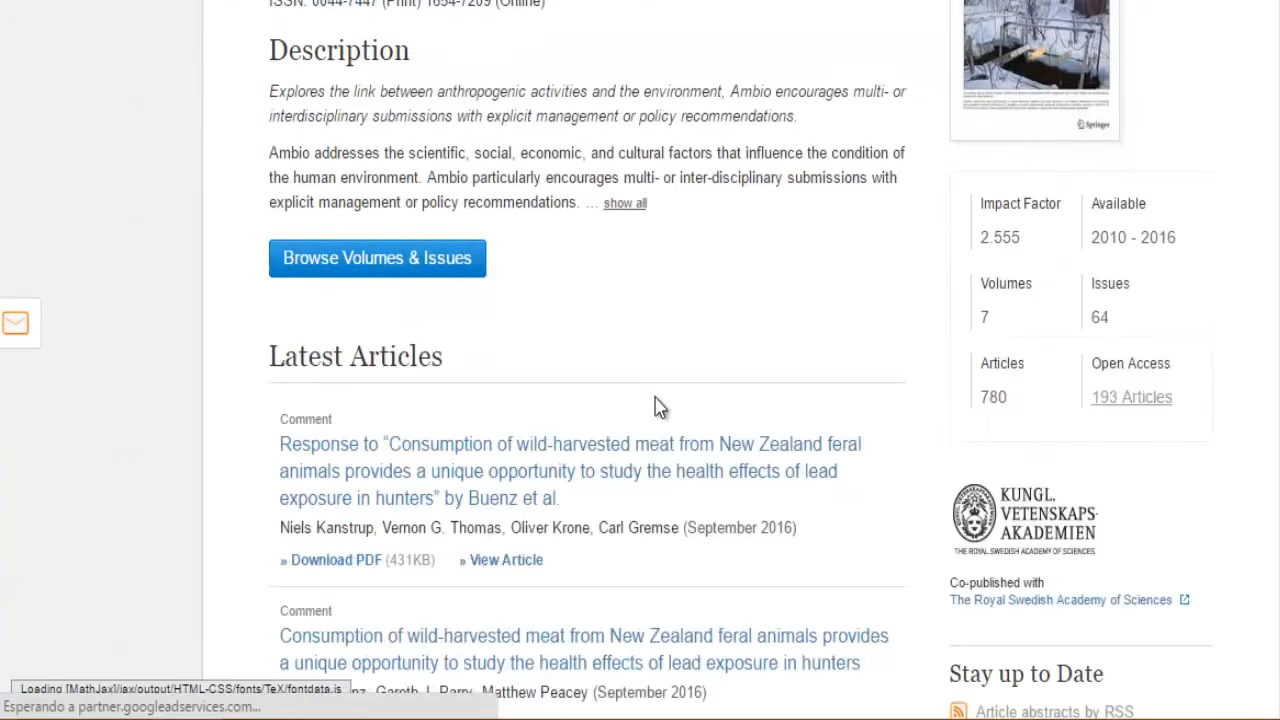 ISSN: 0044-7447 (Print) 1654-7209 (Online)
Description
Explores the link between anthropogenic activities and the environment, Ambio encourages multi- or
interdisciplinary submissions with explicit management or policy recommendations.
Ambio addresses the scientific, social, economic, and cultural factors that influence the condition of
the human environment. Ambio particularly encourages multi- or inter-disciplinary submissions with
explicit management or policy recommendations. ... show all
Browse Volumes & Issues
Latest Articles
Comment
Response to “Consumption of wild-harvested meat from New Zealand feral
animals provides a unique opportunity to study the health effects of lead
exposure in hunters” by Buenz et al.
Niels Kanstrup, Vernon G. Thomas, Oliver Krone, Carl Gremse (September 2016)
» Download PDF (431KB) » View Article
Comment
Consumption of wild-harvested meat from New Zealand feral animals provides
a unique opportunity to study the health effects of lead exposure in hunters
Gareth J. Parry, Matthew Peacey (September 2016)
Loading [MathJax]/jax/output/HTML-CSS/fonts/TeX/fontdata.js
Esperando a partner.googleadservices.com...
Springer
Impact Factor Available
2.555 2010 - 2016
Volumes Issues
7 64
Articles Open Access
780 193 Articles
KUNGL.
VETENSKAPS-
AKADEMIEN
THE ROYAL SWEDISH ACADEMY OF SCIENCES
Co-published with
The Royal Swedish Academy of Sciences
Stay up to Date
Article abstracts by RSS